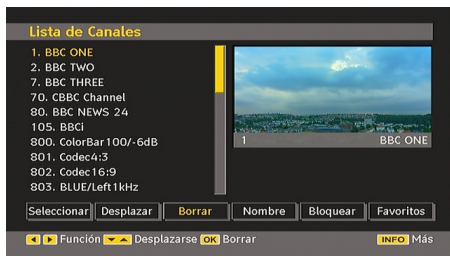 Lista de Canales
1. BBC ONE
2. BBC TWO
7. BBC THREE
70. CBBC Channel
80. BBC NEWS 24
105. BBCi
800. ColorBar100/-6dB
801. Codec4:3
802. Codec16:9
803. BLUE/Left1kHz
1 BBC ONE
Seleccionar Desplazar Borrar Nombre Bloquear Favoritos
Función Desplazarse OK Borrar INFO Más